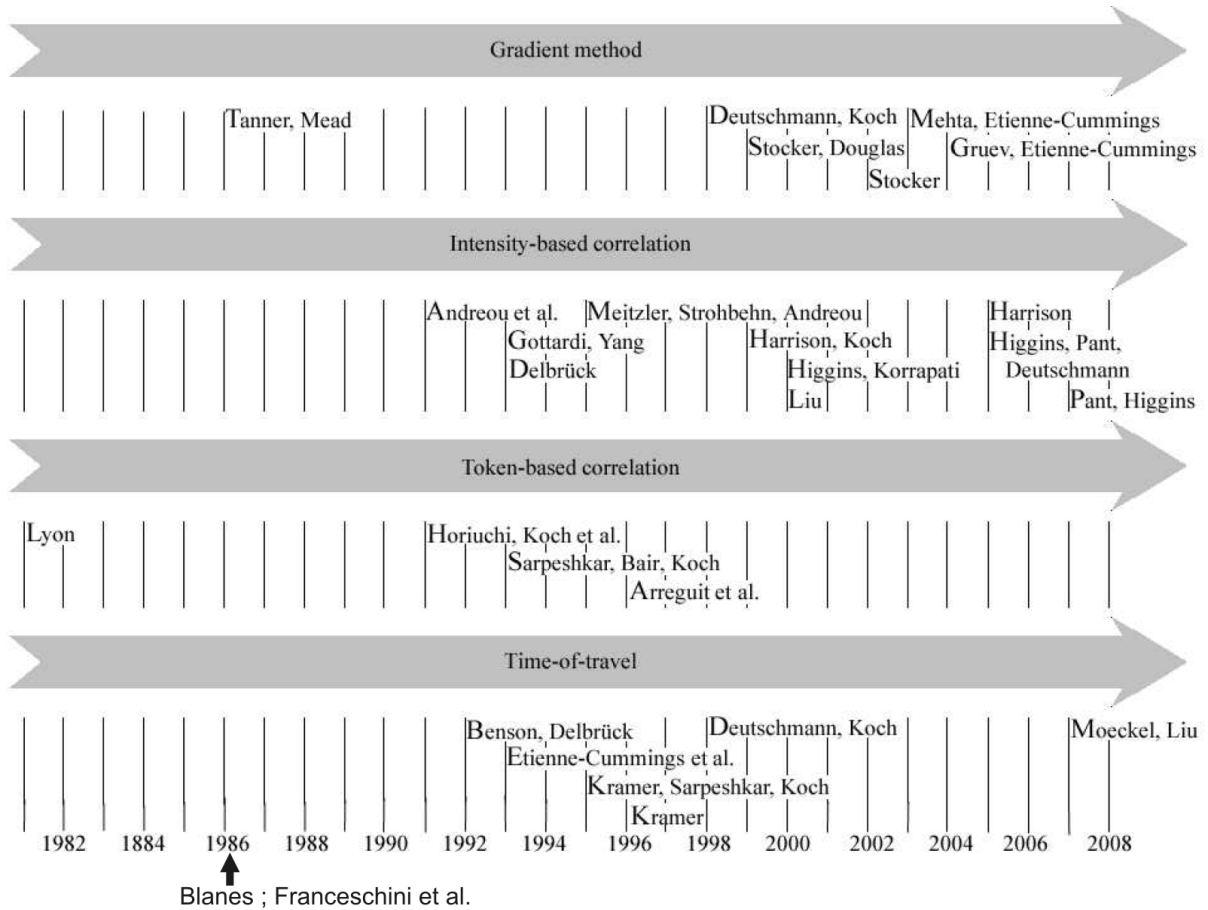 Gradient method
Tanner, Mead
Deutschmann, Koch
Mehta, Etienne-Cummings
Stocker, Douglas
Gruev, Etienne-Cummings
Stocker
Intensity-based correlation
Andreou et al.
Meitzler, Strohbehn, Andreou
Harrison
Gottardi, Yang
Harrison, Koch
Higgins, Pant,
Delbrück
Higgins, Korrapati
Deutschmann
Liu
Pant, Higgins
Token-based correlation
Lyon
Horiuchi, Koch et al.
Sarpeshkar, Bair, Koch
Arreguit et al.
Time-of-travel
Benson, Delbrück
Deutschmann, Koch
Moeckel, Liu
Etienne-Cummings et al.
Kramer, Sarpeshkar, Koch
Kramer
1982 1884 1986 1988 1990 1992 1994 1996 1998 2000 2002 2004 2006 2008
Blanes ; Franceschini et al.